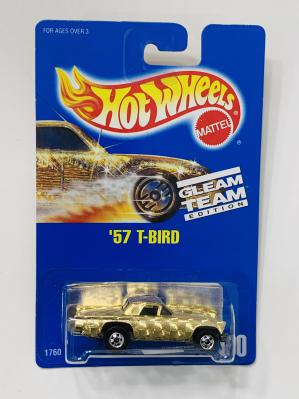 FOR AGES OVER 3
HOT WHEELS
MATTEL
GLEAM
TEAM
EDITION
'57 T-BIRD
1760